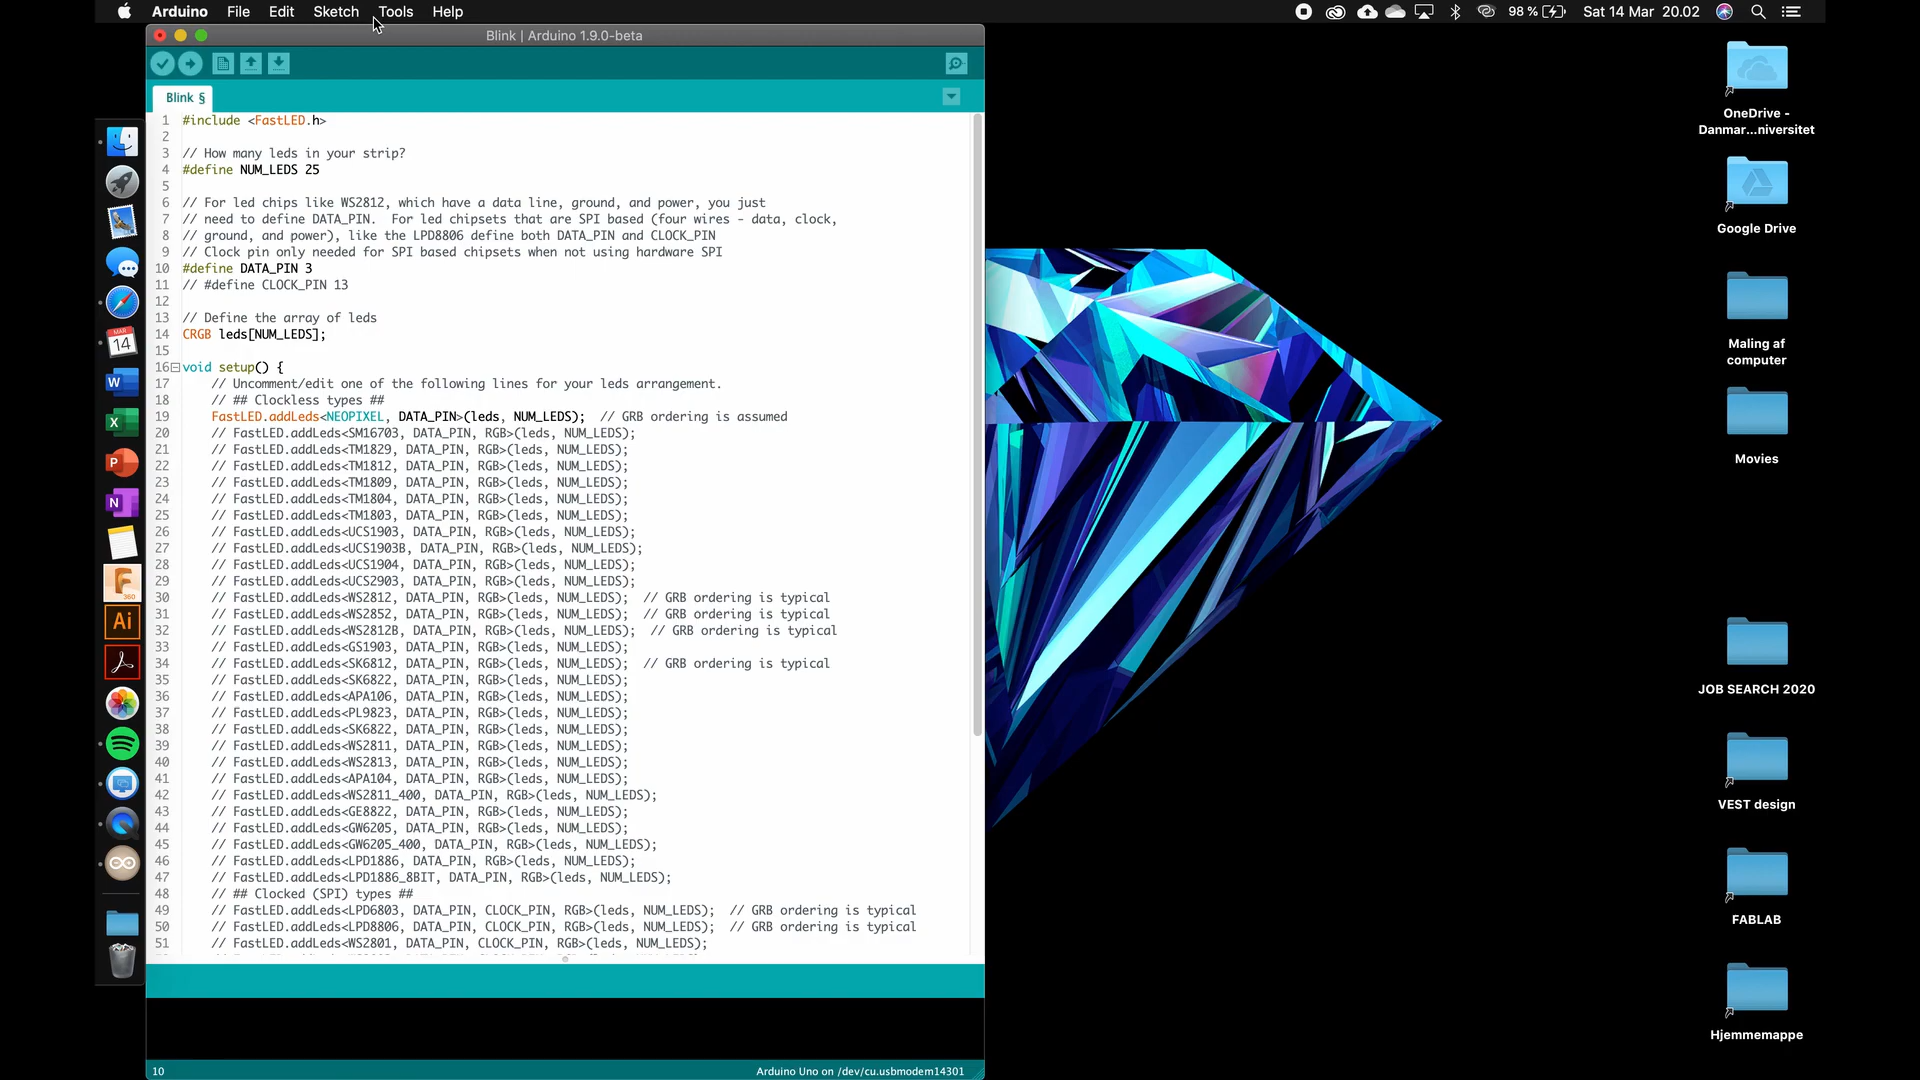 Arduino File Edit Sketch Tools Help
98 % Sat 14 Mar 20.02
Blink | Arduino 1.9.0-beta
Blink §
1 #include <FastLED.h>
2
3 // How many leds in your strip?
4 #define NUM_LEDS 25
5
6 // For led chips like WS2812, which have a data line, ground, and power, you just
7 // need to define DATA_PIN.  For led chipsets that are SPI based (four wires - data, clock,
8 // ground, and power), like the LPD8806 define both DATA_PIN and CLOCK_PIN
9 // Clock pin only needed for SPI based chipsets when not using hardware SPI
10 #define DATA_PIN 3
11 // #define CLOCK_PIN 13
12
13 // Define the array of leds
14 CRGB leds[NUM_LEDS];
15
16 void setup() {
17 // Uncomment/edit one of the following lines for your leds arrangement.
18 // ## Clockless types ##
19 FastLED.addLeds<NEOPIXEL, DATA_PIN>(leds, NUM_LEDS);  // GRB ordering is assumed
20 // FastLED.addLeds<SM16703, DATA_PIN, RGB>(leds, NUM_LEDS);
21 // FastLED.addLeds<TM1829, DATA_PIN, RGB>(leds, NUM_LEDS);
22 // FastLED.addLeds<TM1812, DATA_PIN, RGB>(leds, NUM_LEDS);
23 // FastLED.addLeds<TM1809, DATA_PIN, RGB>(leds, NUM_LEDS);
24 // FastLED.addLeds<TM1804, DATA_PIN, RGB>(leds, NUM_LEDS);
25 // FastLED.addLeds<TM1803, DATA_PIN, RGB>(leds, NUM_LEDS);
26 // FastLED.addLeds<UCS1903, DATA_PIN, RGB>(leds, NUM_LEDS);
27 // FastLED.addLeds<UCS1903B, DATA_PIN, RGB>(leds, NUM_LEDS);
28 // FastLED.addLeds<UCS1904, DATA_PIN, RGB>(leds, NUM_LEDS);
29 // FastLED.addLeds<UCS2903, DATA_PIN, RGB>(leds, NUM_LEDS);
30 // FastLED.addLeds<WS2812, DATA_PIN, RGB>(leds, NUM_LEDS);  // GRB ordering is typical
31 // FastLED.addLeds<WS2852, DATA_PIN, RGB>(leds, NUM_LEDS);  // GRB ordering is typical
32 // FastLED.addLeds<WS2812B, DATA_PIN, RGB>(leds, NUM_LEDS);  // GRB ordering is typical
33 // FastLED.addLeds<GS1903, DATA_PIN, RGB>(leds, NUM_LEDS);
34 // FastLED.addLeds<SK6812, DATA_PIN, RGB>(leds, NUM_LEDS);  // GRB ordering is typical
35 // FastLED.addLeds<SK6822, DATA_PIN, RGB>(leds, NUM_LEDS);
36 // FastLED.addLeds<APA106, DATA_PIN, RGB>(leds, NUM_LEDS);
37 // FastLED.addLeds<PL9823, DATA_PIN, RGB>(leds, NUM_LEDS);
38 // FastLED.addLeds<SK6822, DATA_PIN, RGB>(leds, NUM_LEDS);
39 // FastLED.addLeds<WS2811, DATA_PIN, RGB>(leds, NUM_LEDS);
40 // FastLED.addLeds<WS2813, DATA_PIN, RGB>(leds, NUM_LEDS);
41 // FastLED.addLeds<APA104, DATA_PIN, RGB>(leds, NUM_LEDS);
42 // FastLED.addLeds<WS2811_400, DATA_PIN, RGB>(leds, NUM_LEDS);
43 // FastLED.addLeds<GE8822, DATA_PIN, RGB>(leds, NUM_LEDS);
44 // FastLED.addLeds<GW6205, DATA_PIN, RGB>(leds, NUM_LEDS);
45 // FastLED.addLeds<GW6205_400, DATA_PIN, RGB>(leds, NUM_LEDS);
46 // FastLED.addLeds<LPD1886, DATA_PIN, RGB>(leds, NUM_LEDS);
47 // FastLED.addLeds<LPD1886_8BIT, DATA_PIN, RGB>(leds, NUM_LEDS);
48 // ## Clocked (SPI) types ##
49 // FastLED.addLeds<LPD6803, DATA_PIN, CLOCK_PIN, RGB>(leds, NUM_LEDS);  // GRB ordering is typical
50 // FastLED.addLeds<LPD8806, DATA_PIN, CLOCK_PIN, RGB>(leds, NUM_LEDS);  // GRB ordering is typical
51 // FastLED.addLeds<WS2801, DATA_PIN, CLOCK_PIN, RGB>(leds, NUM_LEDS);
10
Arduino Uno on /dev/cu.usbmodem14301
MAR
14
W
X
P
N
F
360
Ai
OneDrive -
Danmar...niversitet
Google Drive
Maling af
computer
Movies
JOB SEARCH 2020
VEST design
FABLAB
Hjemmemappe